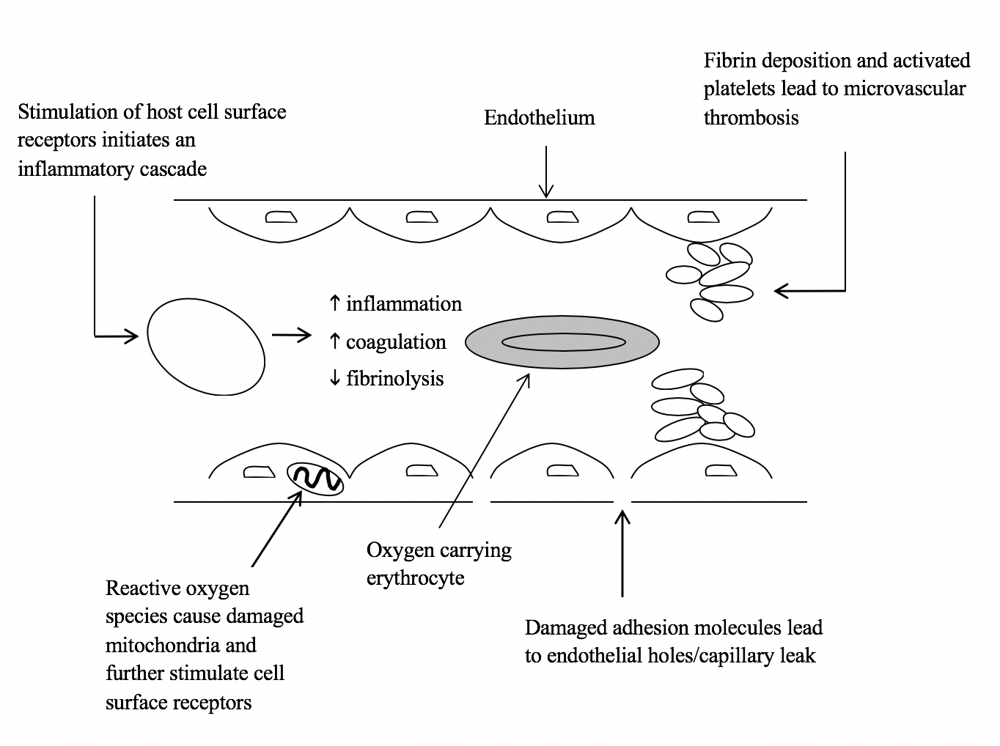 Fibrin deposition and activated
platelets lead to microvascular
thrombosis
Stimulation of host cell surface
receptors initiates an
inflammatory cascade
Endothelium
↑ inflammation
↑ coagulation
↓ fibrinolysis
Oxygen carrying
erythrocyte
Reactive oxygen
species cause damaged
mitochondria and
further stimulate cell
surface receptors
Damaged adhesion molecules lead
to endothelial holes/capillary leak